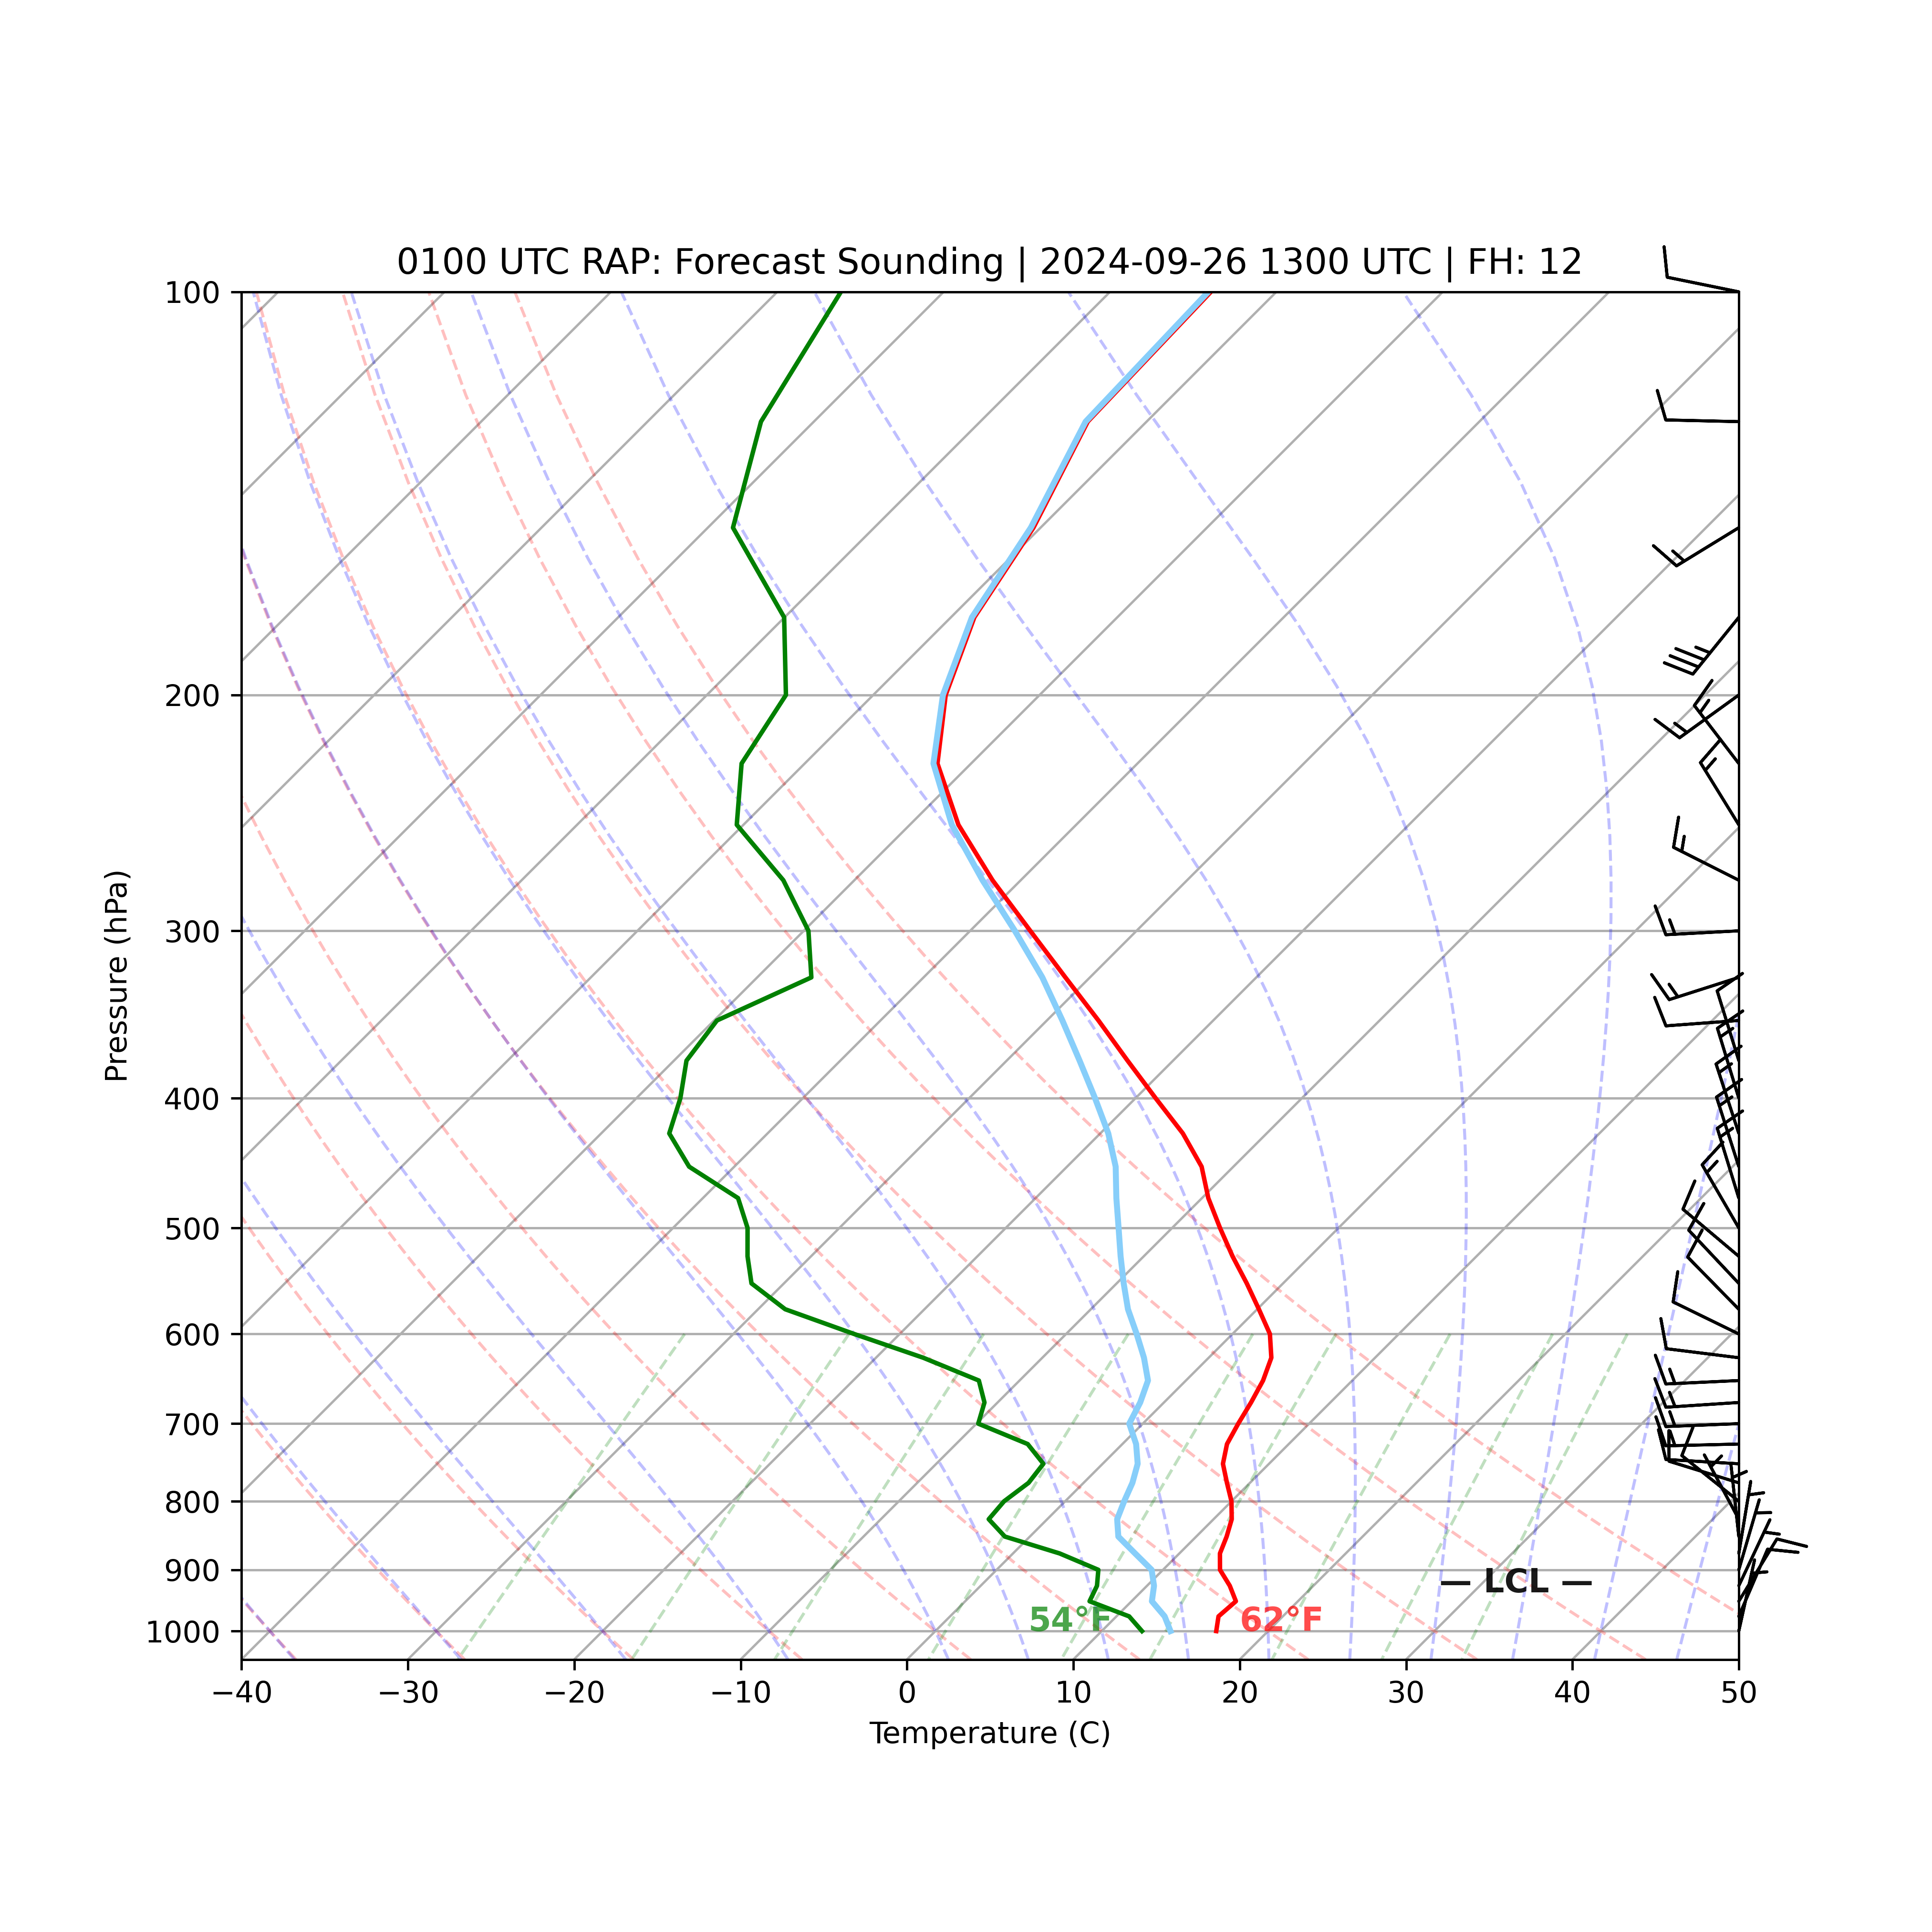 0100 UTC RAP: Forecast Sounding | 2024-09-26 1300 UTC | FH: 12
100
200
300
400
500
600
700
800
900
1000
Pressure (hPa)
— LCL —
54°F
62°F
−40 −30 −20 −10 0 10 20 30 40 50
Temperature (C)